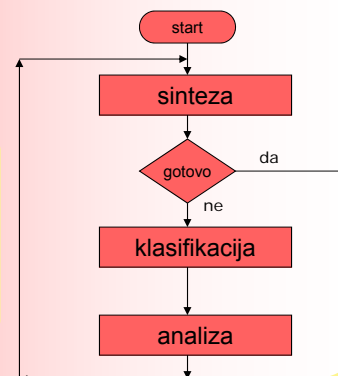 start
sinteza
gotovo
da
ne
klasifikacija
analiza